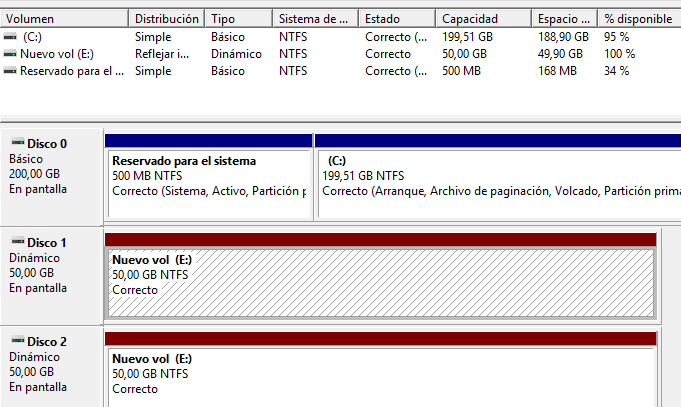 Volumen Distribución Tipo Sistema de ... Estado Capacidad Espacio ... % disponible
(C:) Simple Básico NTFS Correcto (... 199,51 GB 188,90 GB 95 %
Nuevo vol (E:) Reflejar i... Dinámico NTFS Correcto 50,00 GB 49,90 GB 100 %
Reservado para el ... Simple Básico NTFS Correcto (... 500 MB 168 MB 34 %
Disco 0
Básico
200,00 GB
En pantalla
Reservado para el sistema
500 MB NTFS
Correcto (Sistema, Activo, Partición p
(C:)
199,51 GB NTFS
Correcto (Arranque, Archivo de paginación, Volcado, Partición prima
Disco 1
Dinámico
50,00 GB
En pantalla
Nuevo vol (E:)
50,00 GB NTFS
Correcto
Disco 2
Dinámico
50,00 GB
En pantalla
Nuevo vol (E:)
50,00 GB NTFS
Correcto